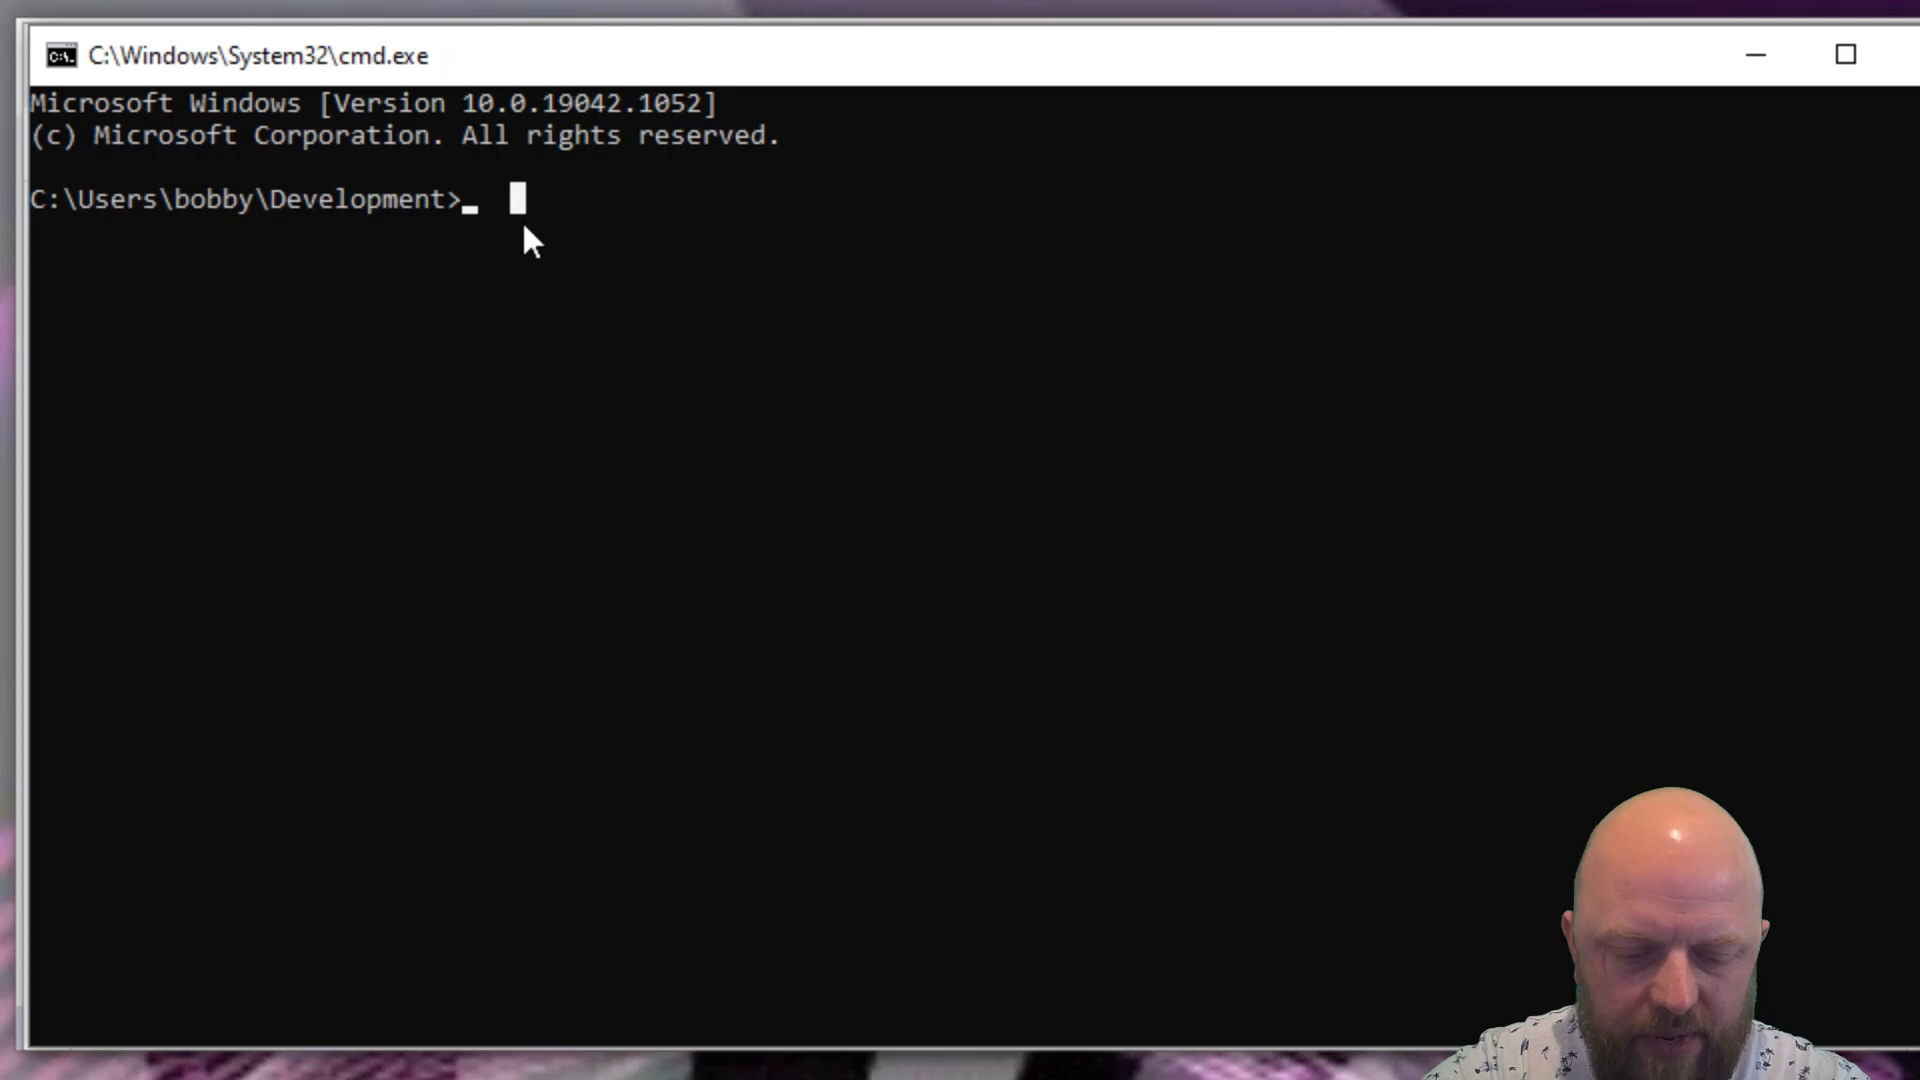 C:\Windows\System32\cmd.exe
Microsoft Windows [Version 10.0.19042.1052]
(c) Microsoft Corporation. All rights reserved.
C:\Users\bobby\Development>